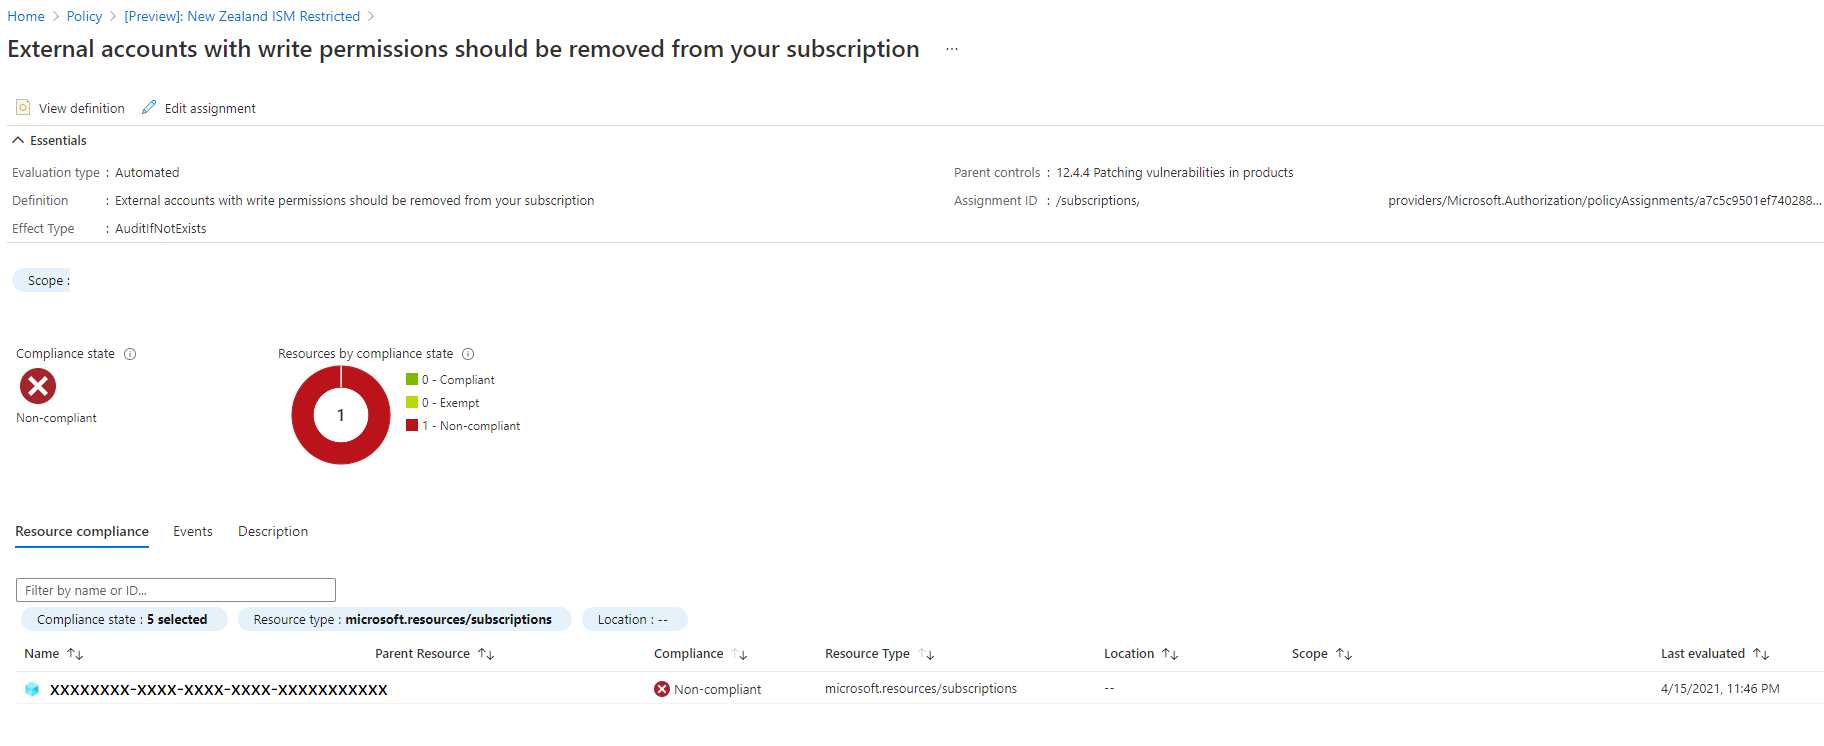 Home > Policy > [Preview]: New Zealand ISM Restricted >
External accounts with write permissions should be removed from your subscription ...
View definition Edit assignment
Essentials
Evaluation type : Automated Parent controls : 12.4.4 Patching vulnerabilities in products
Definition : External accounts with write permissions should be removed from your subscription Assignment ID : /subscriptions/ providers/Microsoft.Authorization/policyAssignments/a7c5c9501ef740288...
Effect Type : AuditIfNotExists
Scope :
Compliance state Resources by compliance state
0 - Compliant
0 - Exempt
1
Non-compliant 1 - Non-compliant
Resource compliance Events Description
Filter by name or ID...
Compliance state : 5 selected Resource type : microsoft.resources/subscriptions Location : --
Name Parent Resource Compliance Resource Type Location Scope Last evaluated
XXXXXXXX-XXXX-XXXX-XXXX-XXXXXXXXXXX Non-compliant microsoft.resources/subscriptions -- 4/15/2021, 11:46 PM